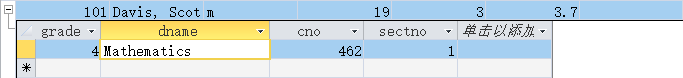 101 Davis, Scot m 19 3 3.7
grade dname cno sectno 单击以添加
4 Mathematics 462 1